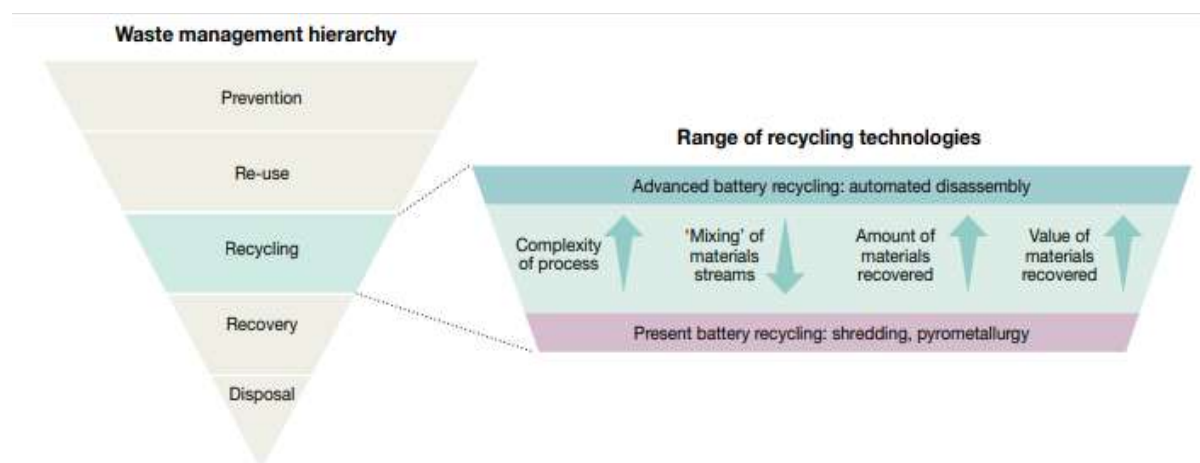 Waste management hierarchy
Prevention
Re-use
Recycling
Recovery
Disposal
Range of recycling technologies
Advanced battery recycling: automated disassembly
Complexity
of process
'Mixing' of
materials
streams
Amount of
materials
recovered
Value of
materials
recovered
Present battery recycling: shredding, pyrometallurgy